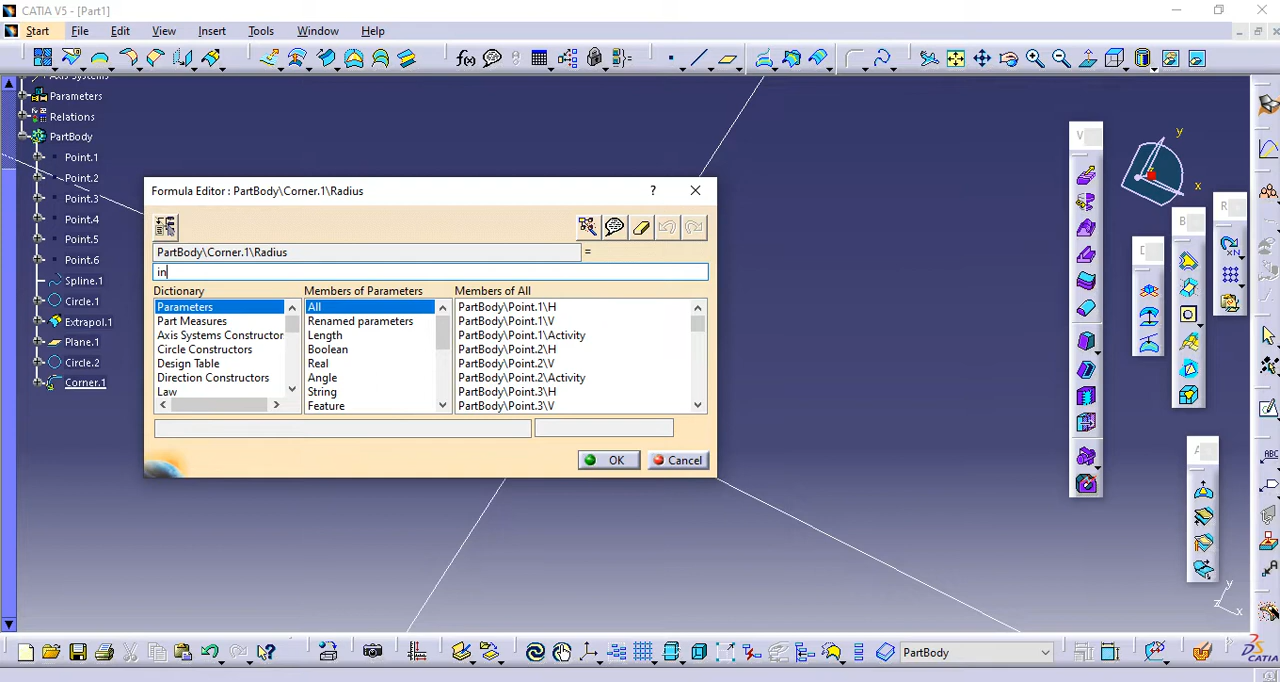 CATIA V5 - [Part1]
Start File Edit View Insert Tools Window Help
Axis Systems
Parameters
Relations
PartBody
Point.1
Point.2
Point.3
Point.4
Point.5
Point.6
Spline.1
Circle.1
Extrapol.1
Plane.1
Circle.2
Corner.1
Formula Editor : PartBody\Corner.1\Radius
PartBody\Corner.1\Radius =
in
Dictionary Members of Parameters Members of All
Parameters All PartBody\Point.1\H
Part Measures Renamed parameters PartBody\Point.1\V
Axis Systems Constructor Length PartBody\Point.1\Activity
Circle Constructors Boolean PartBody\Point.2\H
Design Table Real PartBody\Point.2\V
Direction Constructors Angle PartBody\Point.2\Activity
Law String PartBody\Point.3\H
Feature PartBody\Point.3\V
OK Cancel
V
R
B
D
A
y
x
y
z x
PartBody